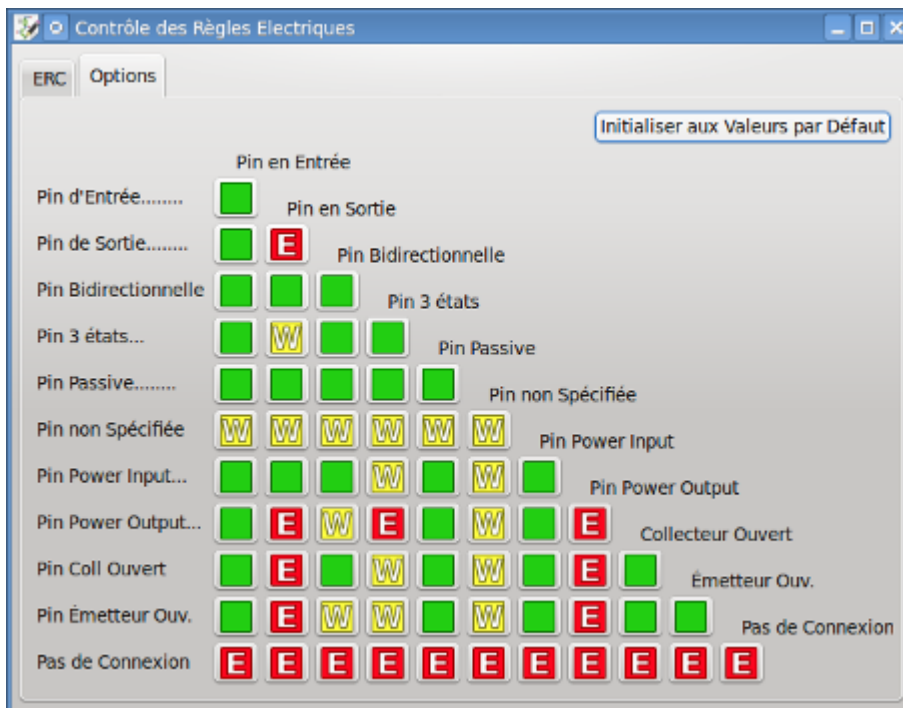 Contrôle des Règles Electriques
ERC Options
Initialiser aux Valeurs par Défaut
Pin en Entrée
Pin d'Entrée........
Pin en Sortie
Pin de Sortie........ E
Pin Bidirectionnelle
Pin Bidirectionnelle
Pin 3 états
Pin 3 états... W
Pin Passive
Pin Passive........
Pin non Spécifiée
Pin non Spécifiée W W W W W W
Pin Power Input
Pin Power Input... W W
Pin Power Output
Pin Power Output... E W E W E
Collecteur Ouvert
Pin Coll Ouvert E W W E
Émetteur Ouv.
Pin Émetteur Ouv. E W W W E
Pas de Connexion
Pas de Connexion E E E E E E E E E E E